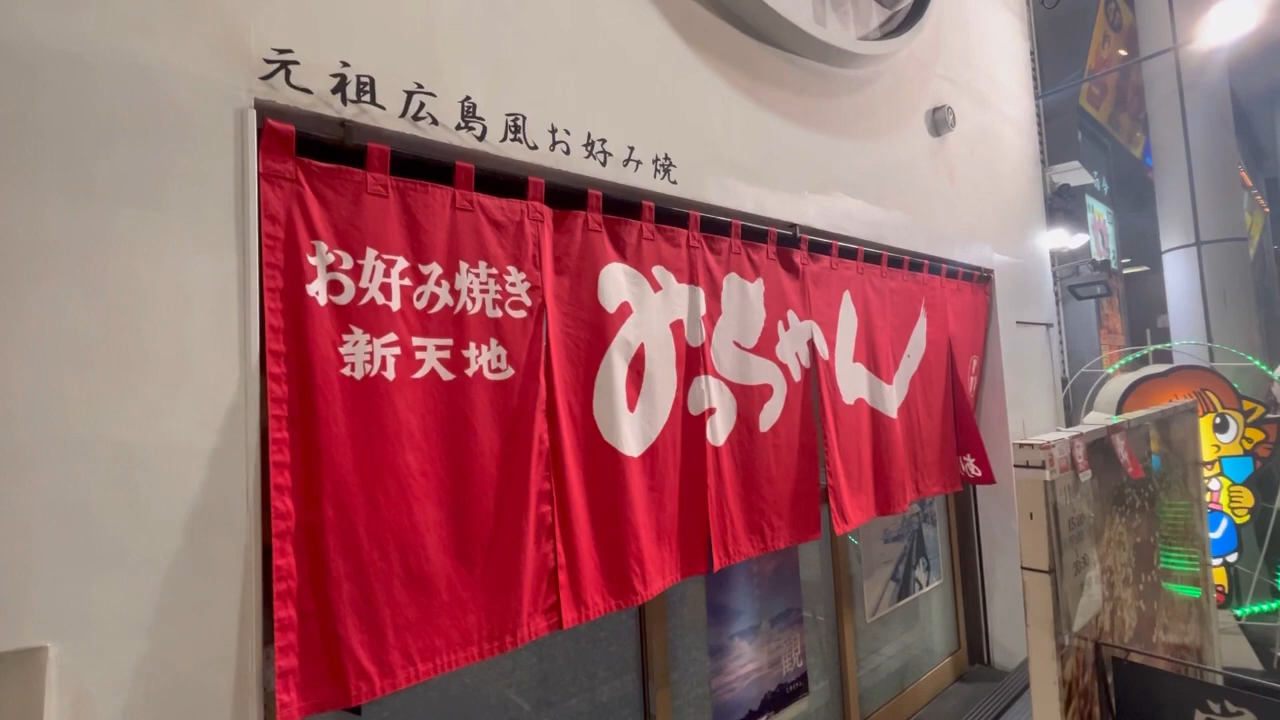 元祖広島風お好み焼
お好み焼き
新天地
みっちゃん
観